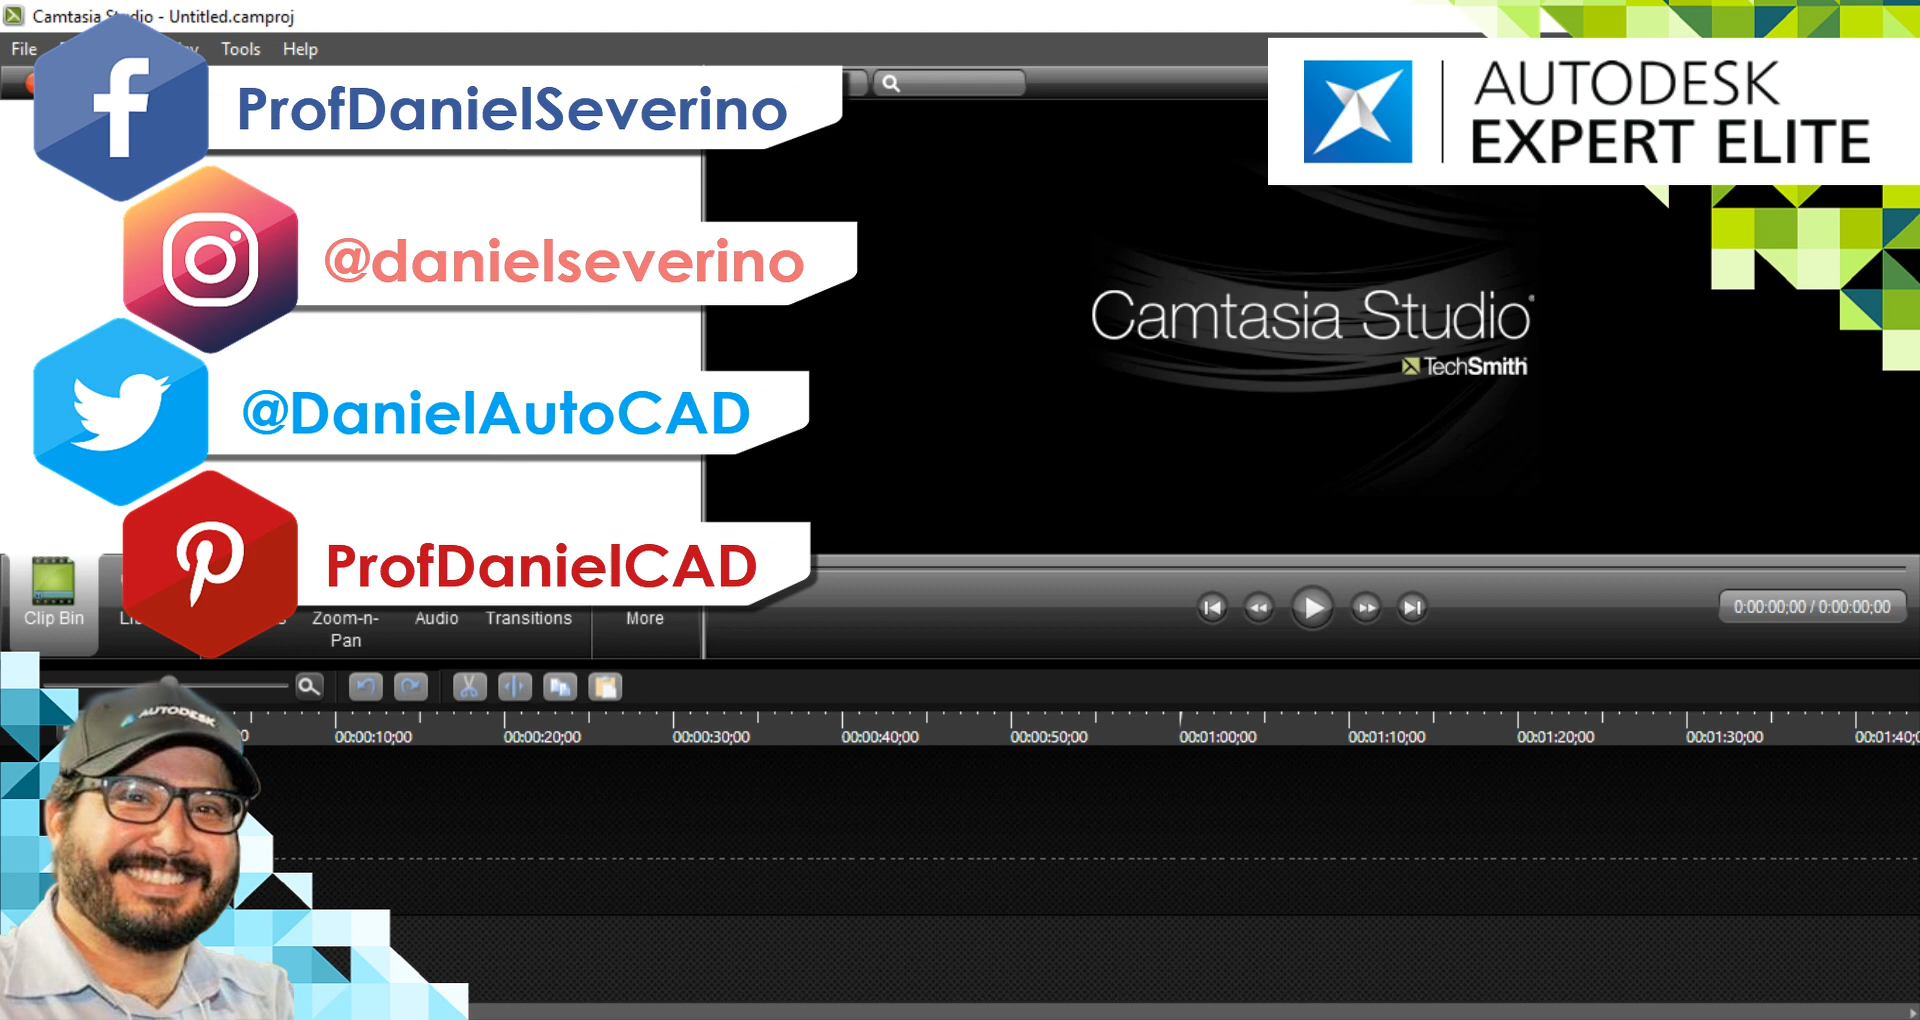 Camtasia Studio - Untitled.camproj
File
Tools
Help
ProfDanielSeverino
AUTODESK
EXPERT ELITE
@danielseverino
Camtasia Studio®
TechSmith
@DanielAutoCAD
ProfDanielCAD
Clip Bin
Zoom-n-
Pan
Audio
Transitions
More
0:00:00;00 / 0:00:00;00
AUTODESK
00:00:10;00
00:00:20;00
00:00:30;00
00:00:40;00
00:00:50;00
00:01:00;00
00:01:10;00
00:01:20;00
00:01:30;00